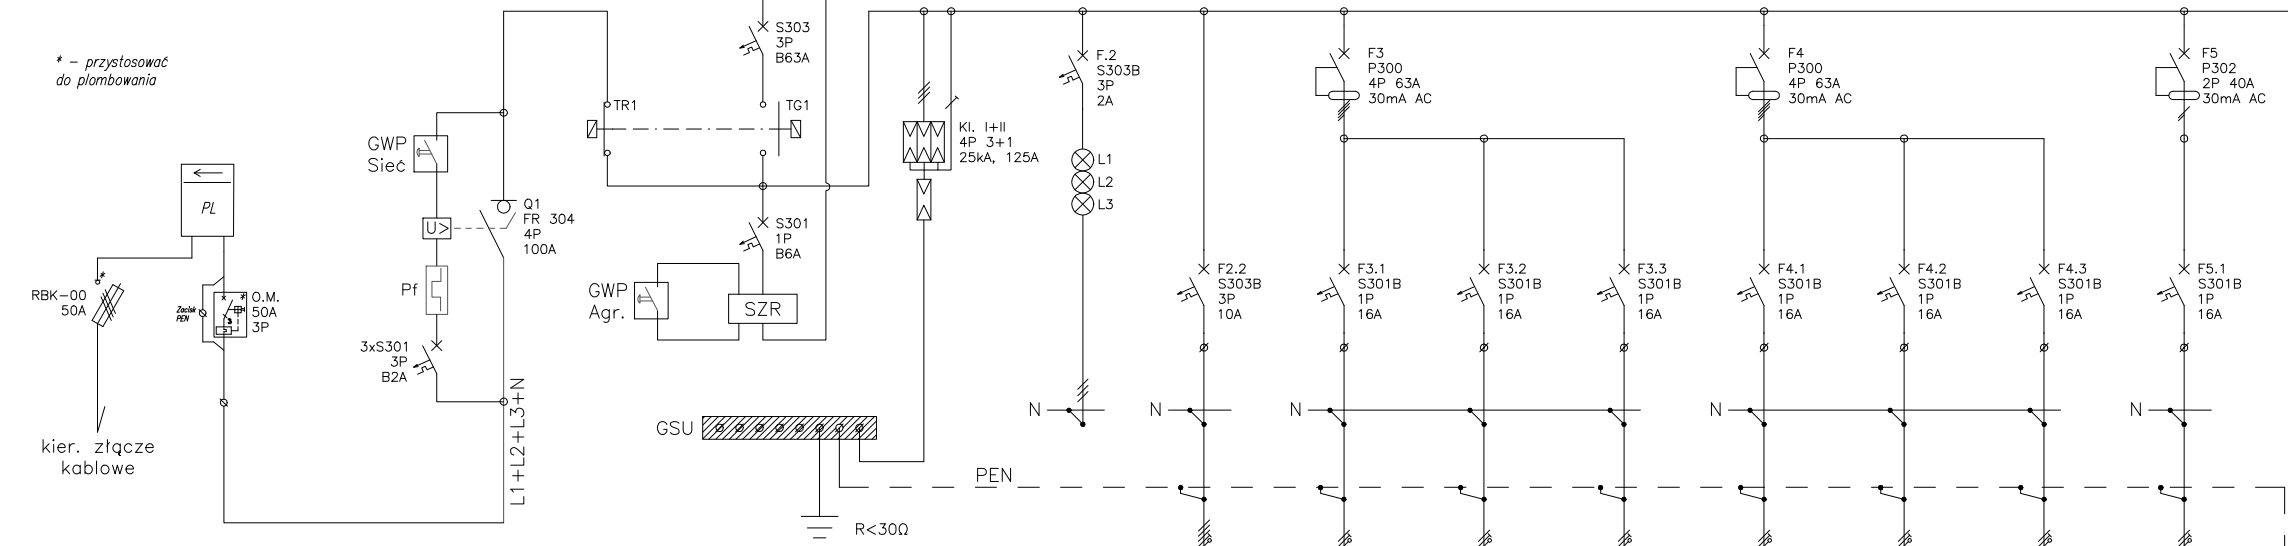 * – przystosować
do plombowania
PL
RBK-00
50A
*
kier. złącze
kablowe
Zacisk
PEN
*
3
O.M.
50A
3P
GWP
Sieć
U>
Pf
3xS301
3P
B2A
Q1
FR 304
4P
100A
L1+L2+L3+N
TR1
TG1
S303
3P
B63A
S301
1P
B6A
GWP
Agr.
SZR
GSU
R<30Ω
PEN
Kl. I+II
4P 3+1
25kA, 125A
F.2
S303B
3P
2A
L1
L2
L3
N
F2.2
S303B
3P
10A
N
F3
P300
4P 63A
30mA AC
F3.1
S301B
1P
16A
F3.2
S301B
1P
16A
F3.3
S301B
1P
16A
N
F4
P300
4P 63A
30mA AC
F4.1
S301B
1P
16A
F4.2
S301B
1P
16A
F4.3
S301B
1P
16A
N
F5
P302
2P 40A
30mA AC
F5.1
S301B
1P
16A
N